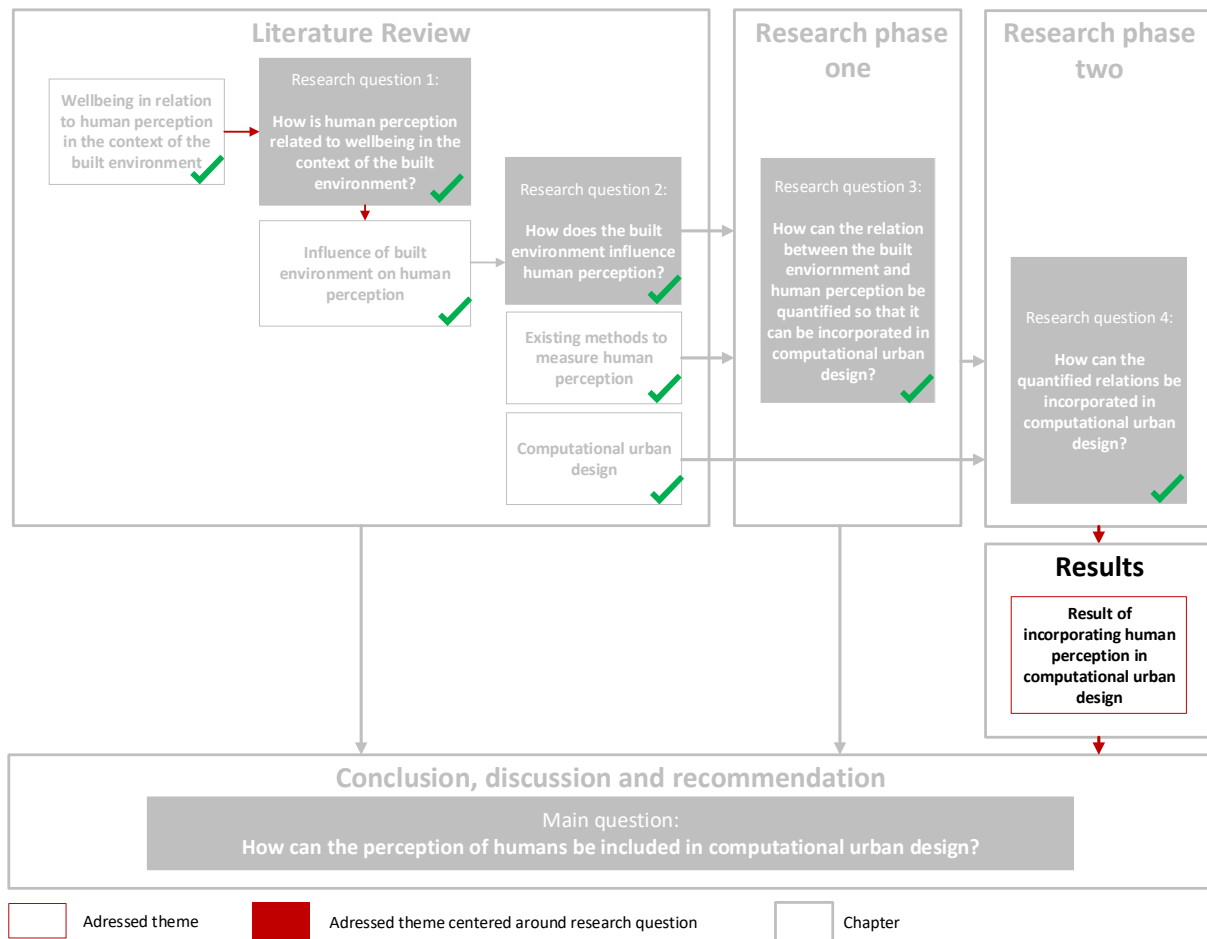 Literature Review
Wellbeing in relation
to human perception
in the context of the
built environment
Research question 1:
How is human perception
related to wellbeing in the
context of the built
environment?
Influence of built
environment on human
perception
Research question 2:
How does the built
environment influence
human perception?
Existing methods to
measure human
perception
Computational urban
design
Research phase
one
Research question 3:
How can the relation
between the built
enviornment and
human perception be
quantified so that it
can be incorporated in
computational urban
design?
Research phase
two
Research question 4:
How can the
quantified relations be
incorporated in
computational urban
design?
Results
Result of
incorporating human
perception in
computational urban
design
Conclusion, discussion and recommendation
Main question:
How can the perception of humans be included in computational urban design?
Adressed theme
Adressed theme centered around research question
Chapter